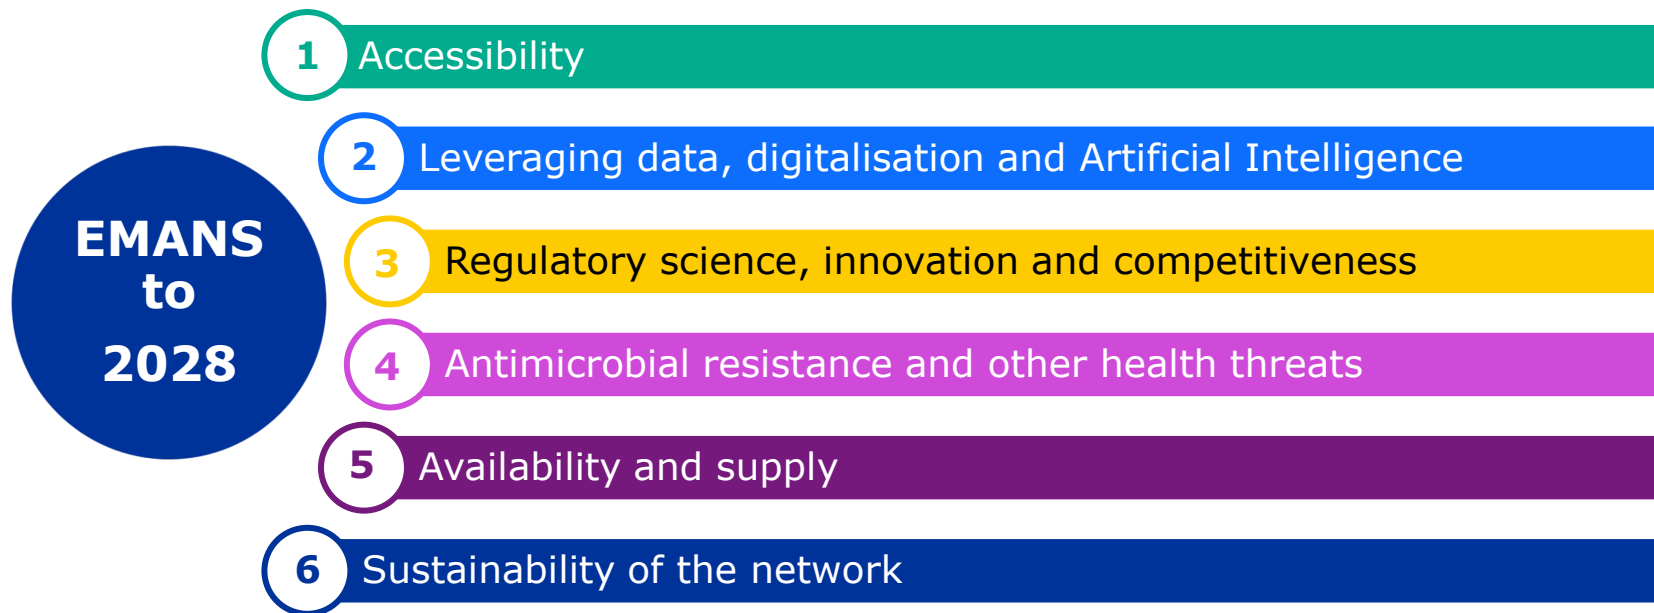 EMANS
to
2028
1 Accessibility
2 Leveraging data, digitalisation and Artificial Intelligence
3 Regulatory science, innovation and competitiveness
4 Antimicrobial resistance and other health threats
5 Availability and supply
6 Sustainability of the network